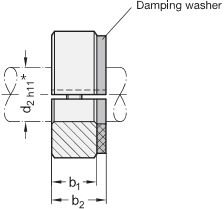 Damping washer
d2 h11 *
b1
b2